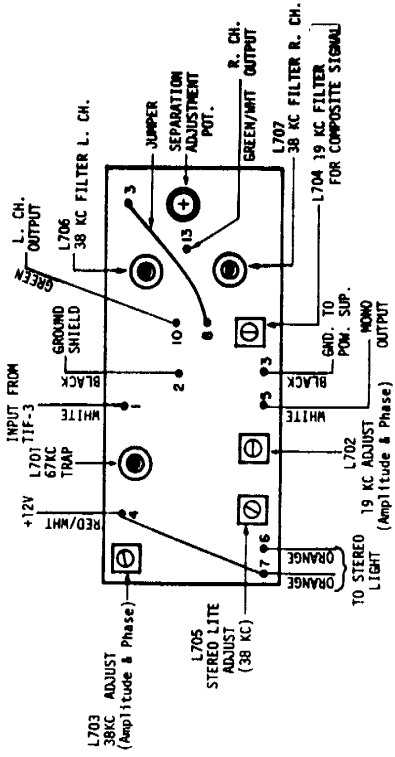 L703
38KC ADJUST
(Amplitude & Phase)
+12V
RED/WHT
4
L701
67KC
TRAP
INPUT FROM
TIF-3
WHITE
1
GROUND
SHIELD
BLACK
2
L. CH.
OUTPUT
GREEN
10
L706
38 KC FILTER L. CH.
3
JUMPER
SEPARATION
ADJUSTMENT
POT.
13
R. CH.
GREEN/WHT OUTPUT
8
L707
38 KC FILTER R. CH.
L704 19 KC FILTER
FOR COMPOSITE SIGNAL
GND. TO
POW. SUP.
BLACK
3
MONO
OUTPUT
WHITE
5
L702
19 KC ADJUST
(Amplitude & Phase)
L705
STEREO LITE
ADJUST
(38 KC)
7
6
ORANGE
ORANGE
TO STEREO
LIGHT